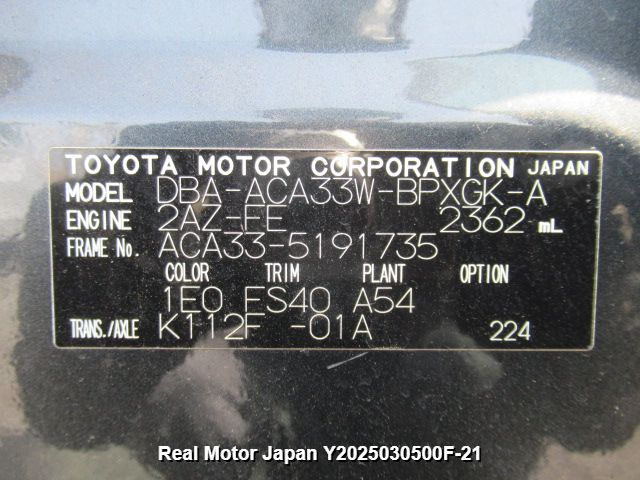 TOYOTA MOTOR CORPORATION JAPAN
MODEL DBA-ACA33W-BPXGK-A
ENGINE 2AZ-FE 2362 mL
FRAME No. ACA33-5191735
COLOR TRIM PLANT OPTION
1E0 FS40 A54
TRANS./AXLE K112F -01A 224
Real Motor Japan Y2025030500F-21